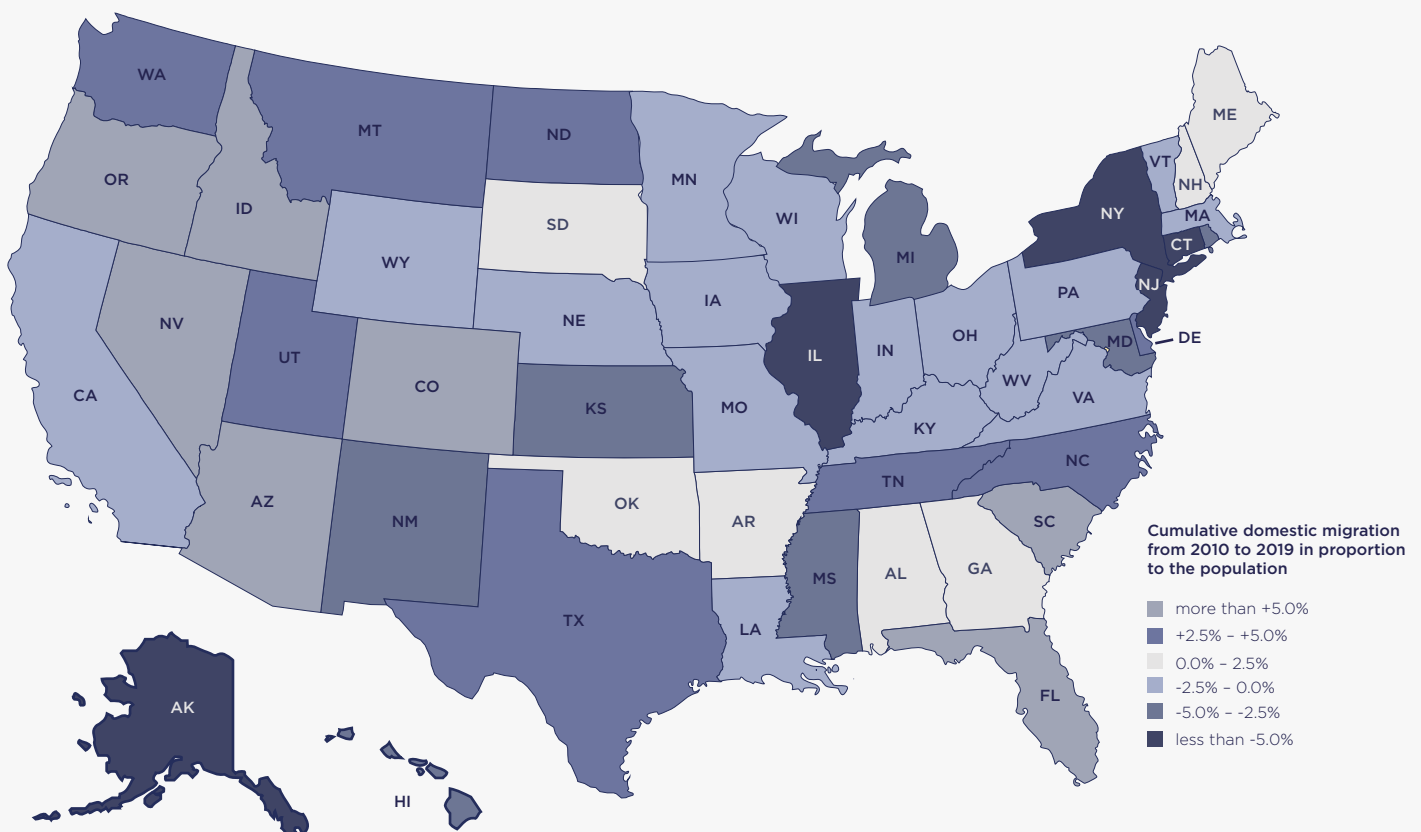 WA
MT
ND
ME
OR
ID
MN
VT
NH
SD
WI
NY
MA
WY
MI
CT
IA
PA
NJ
NV
NE
UT
IL
IN
OH
MD
DE
CO
CA
KS
MO
WV
VA
KY
AZ
NM
OK
TN
NC
AR
SC
MS
AL
GA
TX
LA
FL
AK
HI
Cumulative domestic migration
from 2010 to 2019 in proportion
to the population
more than +5.0%
+2.5% – +5.0%
0.0% – 2.5%
-2.5% – 0.0%
-5.0% – -2.5%
less than -5.0%